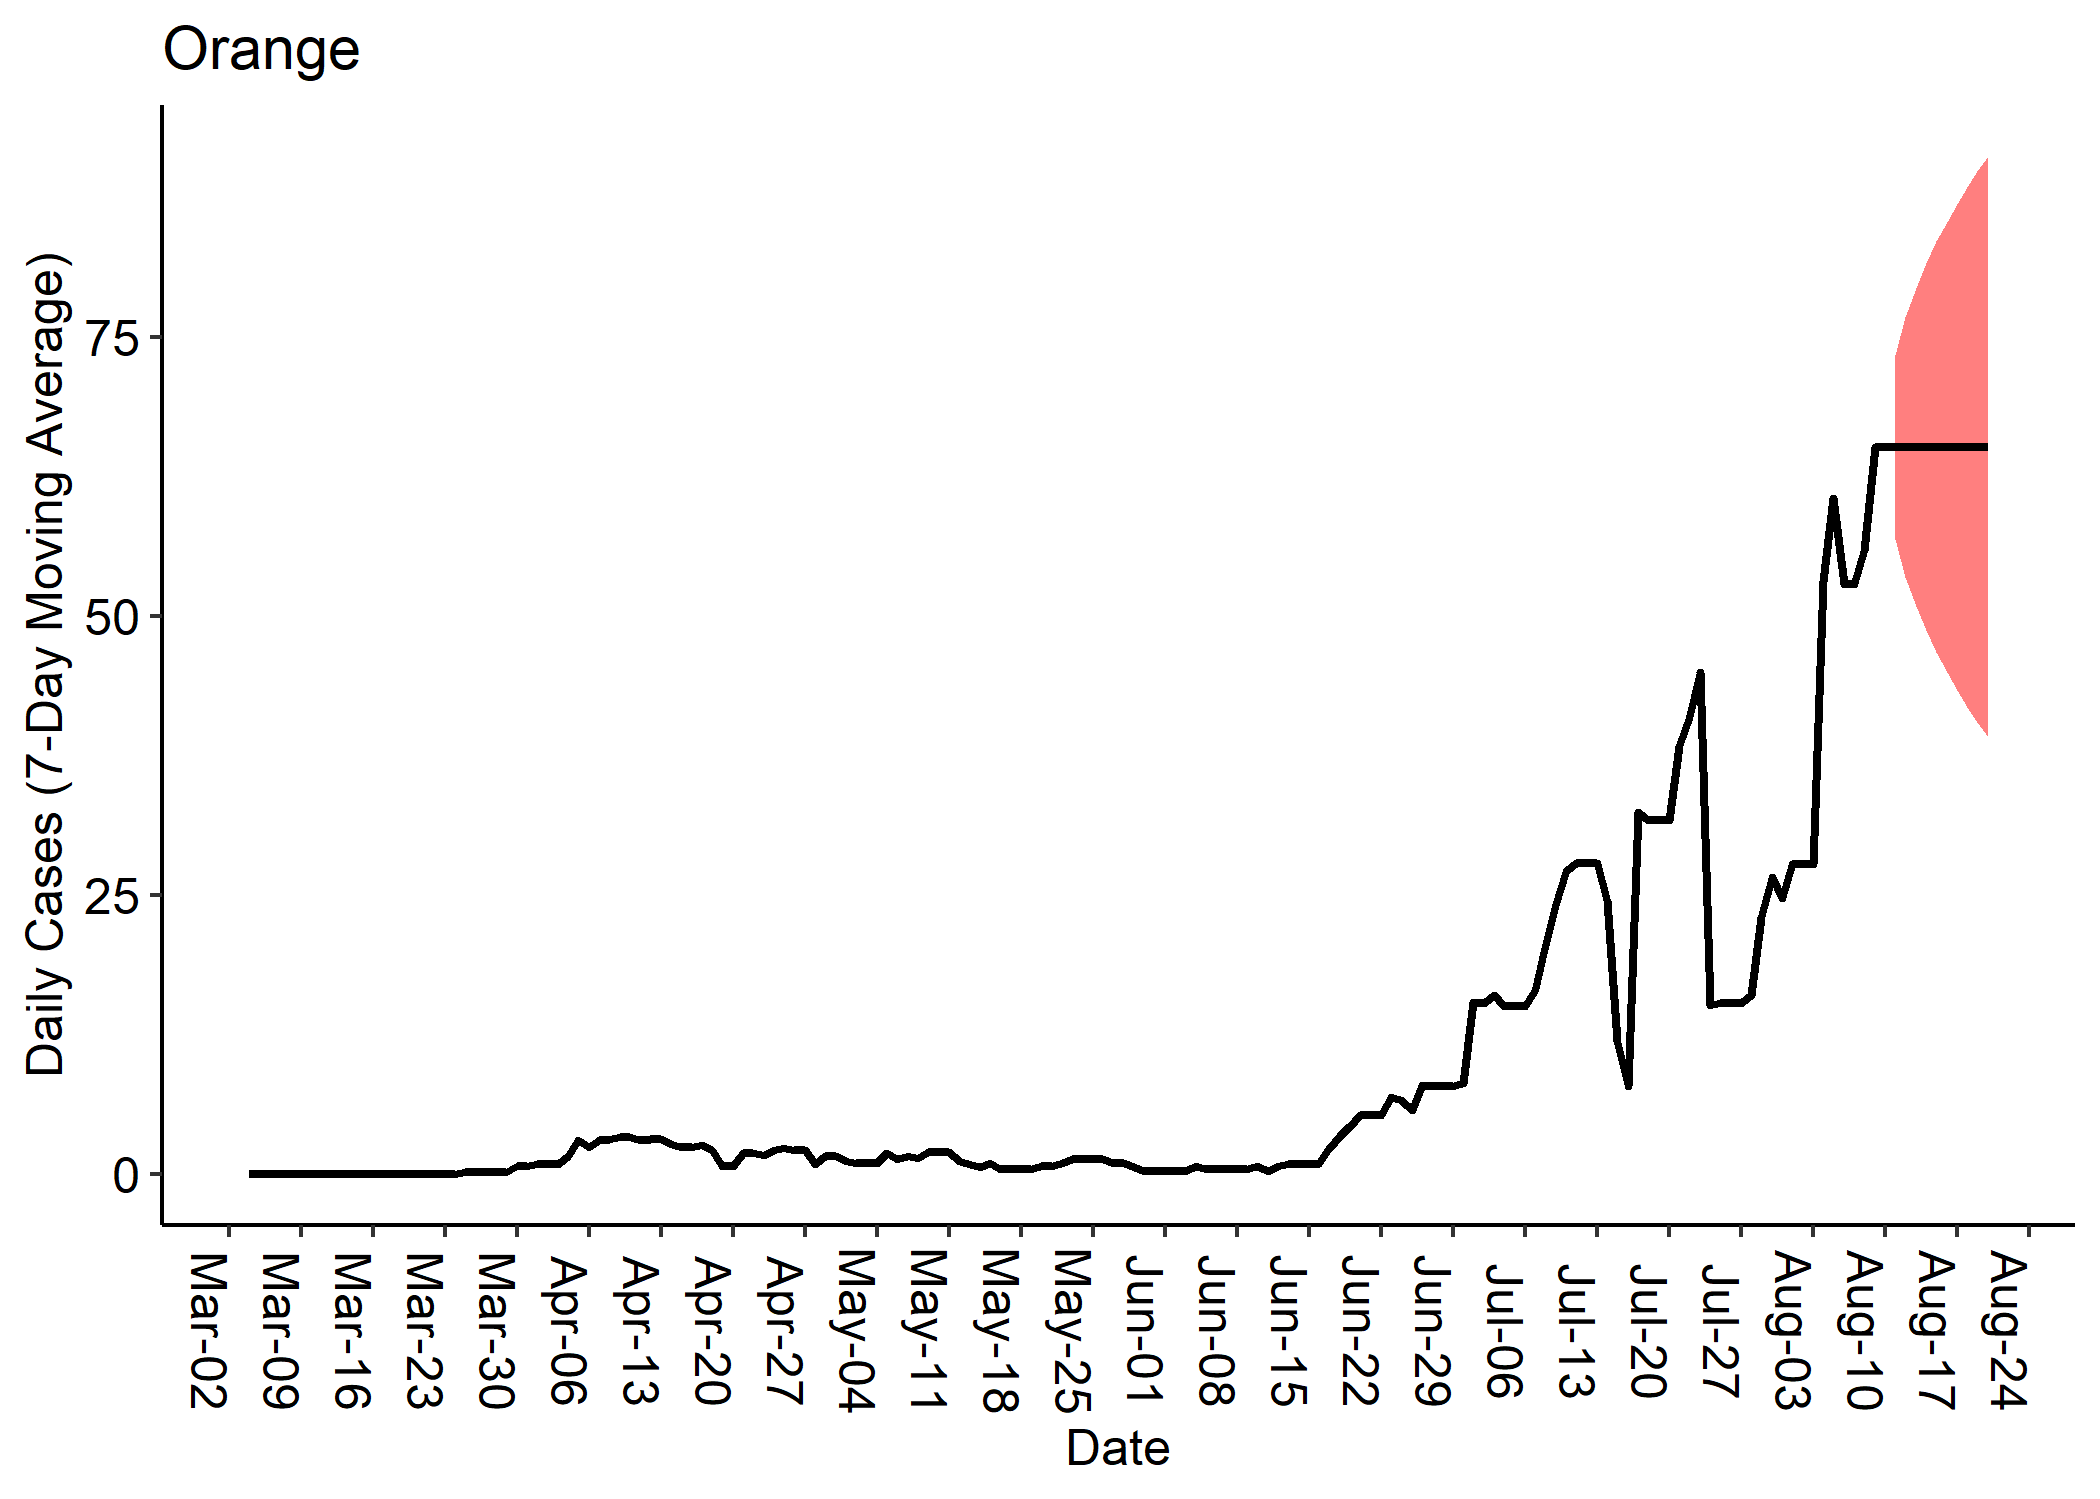 Orange
Daily Cases (7-Day Moving Average)
75
50
25
0
Mar-02
Mar-09
Mar-16
Mar-23
Mar-30
Apr-06
Apr-13
Apr-20
Apr-27
May-04
May-11
May-18
May-25
Jun-01
Jun-08
Jun-15
Jun-22
Jun-29
Jul-06
Jul-13
Jul-20
Jul-27
Aug-03
Aug-10
Aug-17
Aug-24
Date